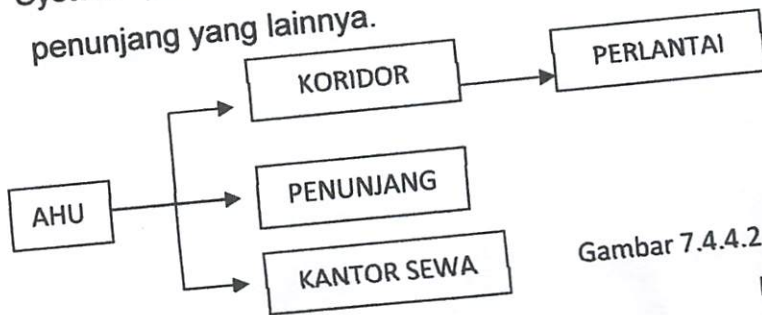 penunjang yang lainnya.
KORIDOR
PERLANTAI
AHU
PENUNJANG
KANTOR SEWA
Gambar 7.4.4.2